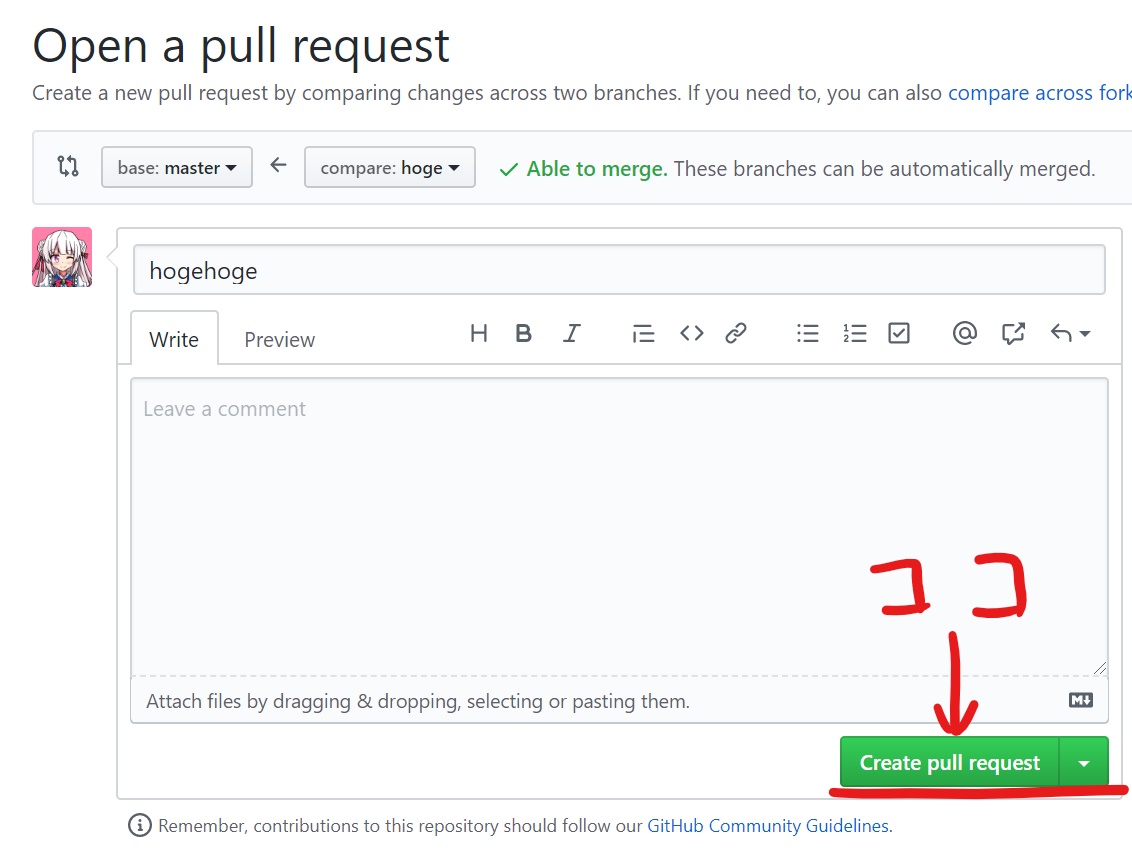 Open a pull request
Create a new pull request by comparing changes across two branches. If you need to, you can also compare across fork
base: master
compare: hoge
Able to merge. These branches can be automatically merged.
hogehoge
Write
Preview
H B I
Leave a comment
ココ
Attach files by dragging & dropping, selecting or pasting them.
M
Create pull request
Remember, contributions to this repository should follow our GitHub Community Guidelines.